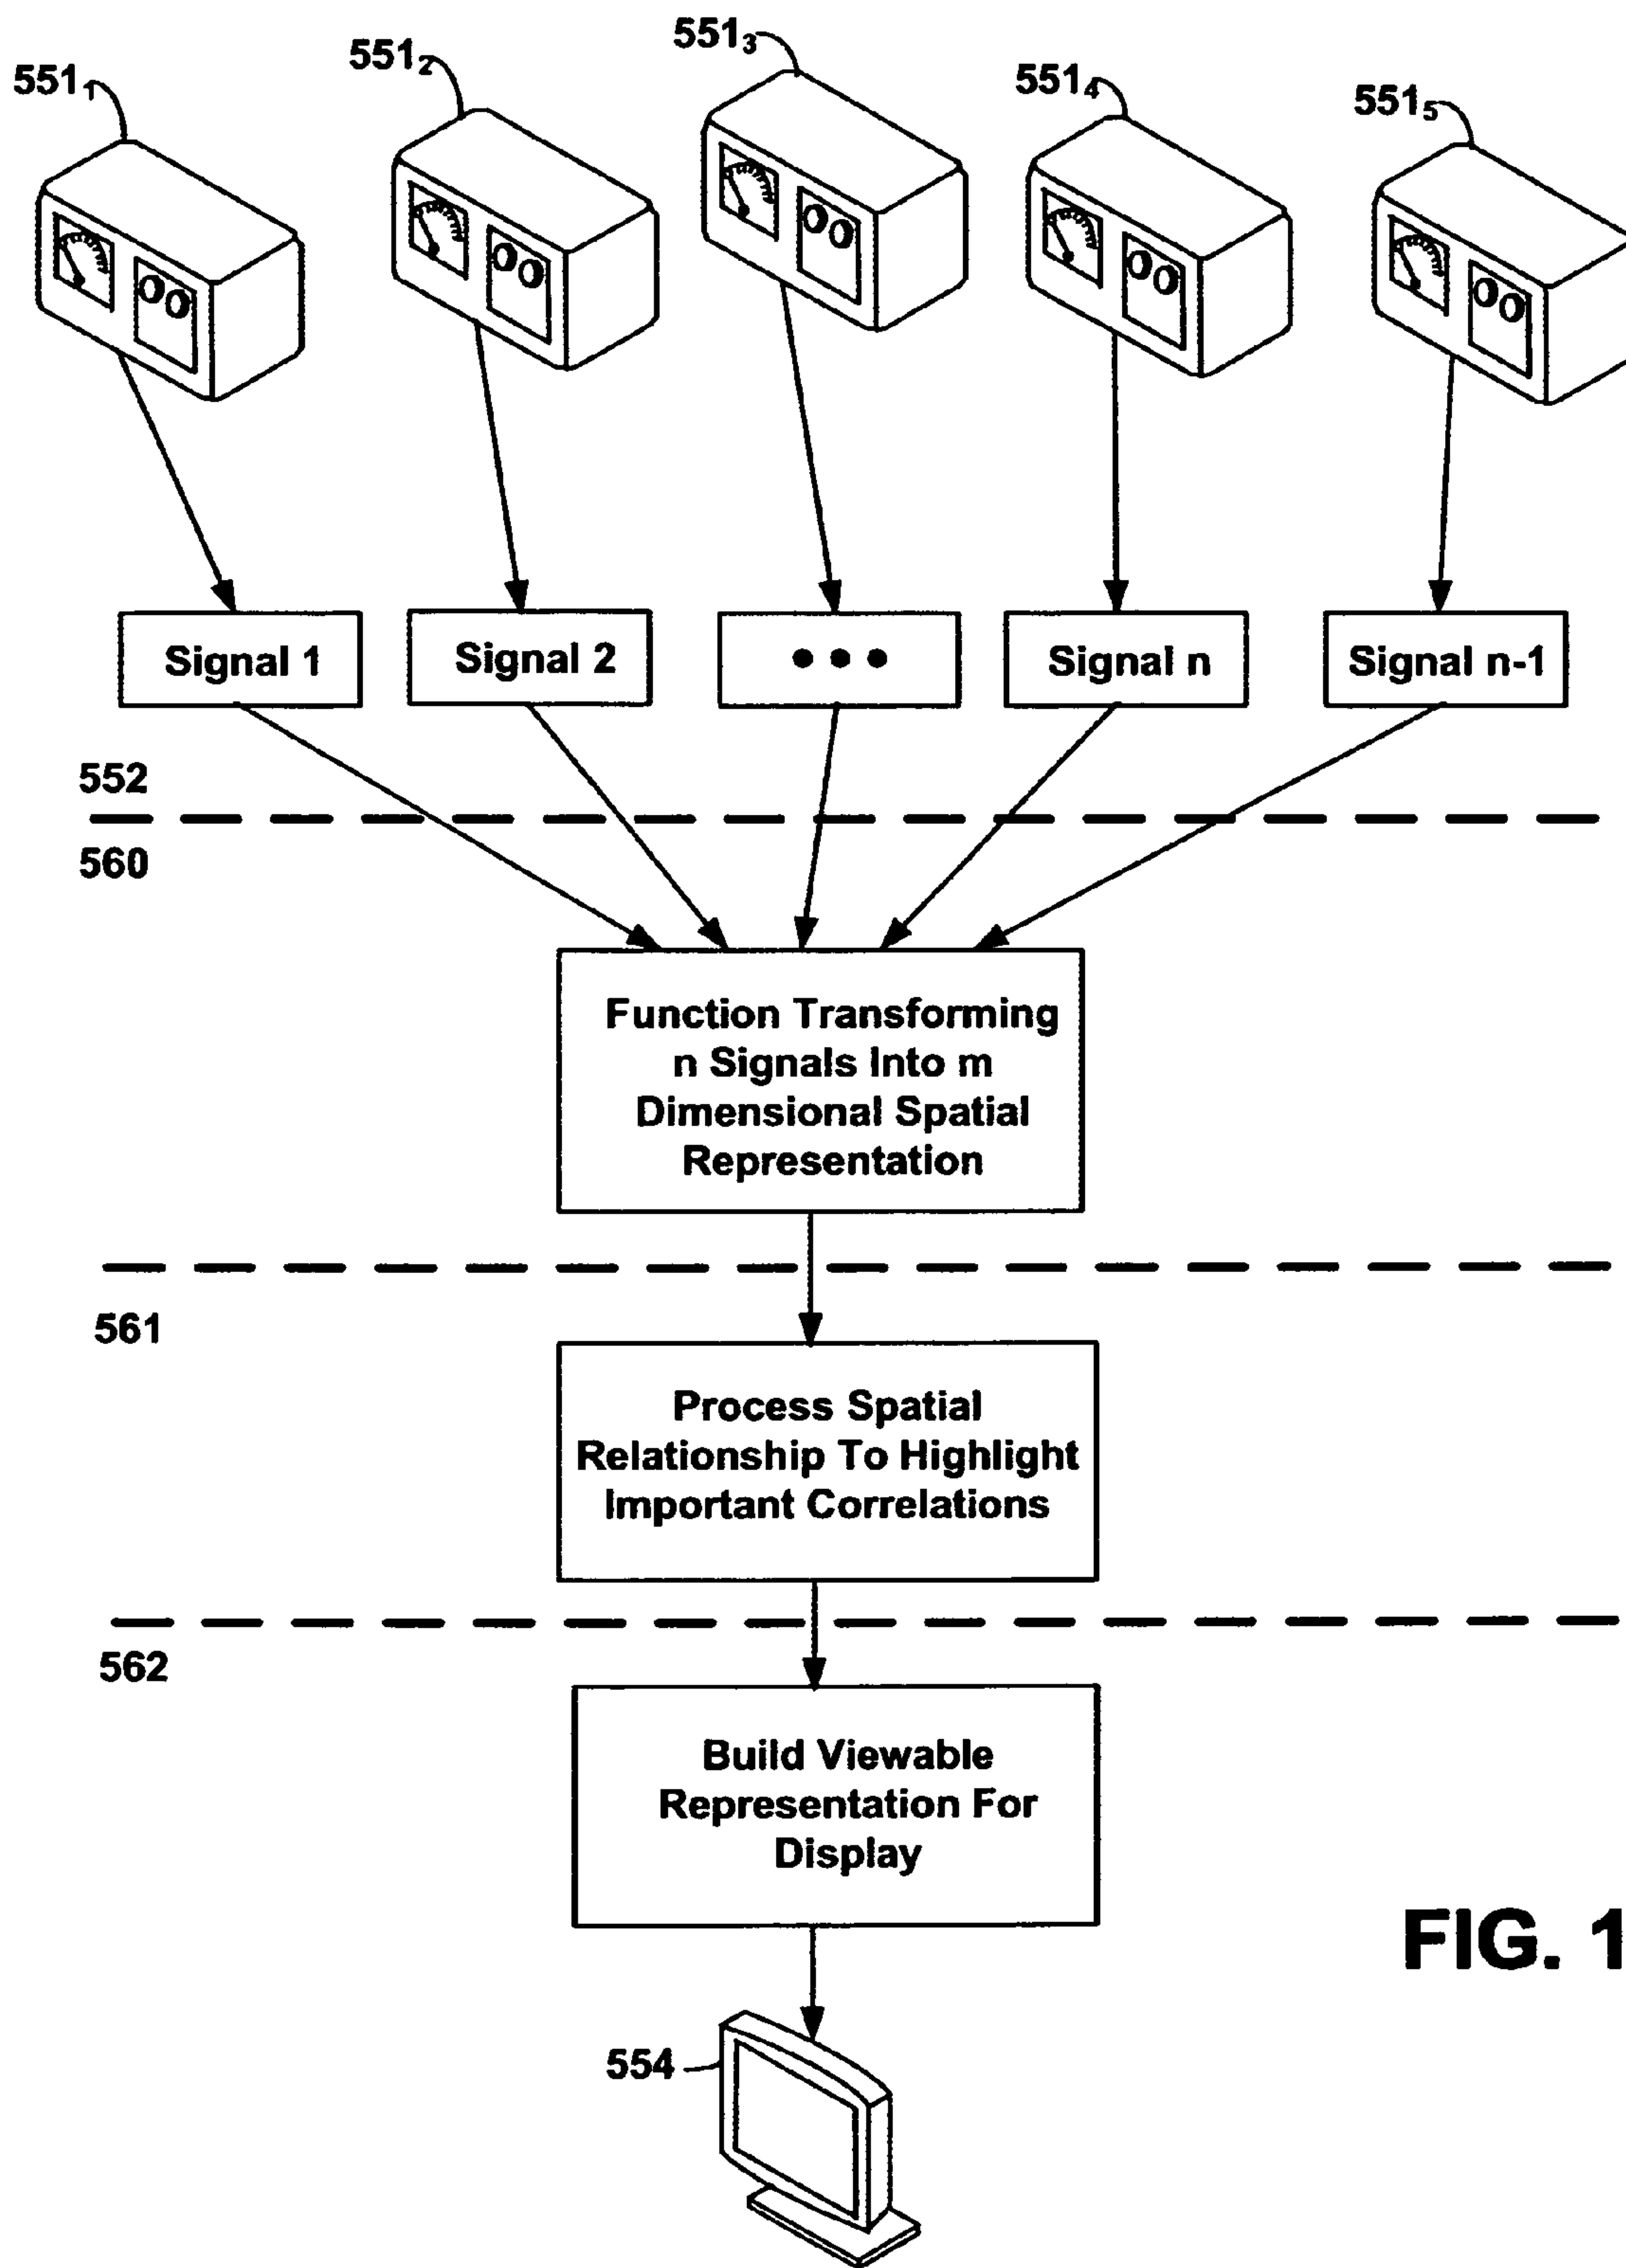 551₁
551₂
551₃
551₄
551₅
Signal 1
Signal 2
•••
Signal n
Signal n-1
552
560
Function Transforming
n Signals Into m
Dimensional Spatial
Representation
561
Process Spatial
Relationship To Highlight
Important Correlations
562
Build Viewable
Representation For
Display
FIG. 1
554